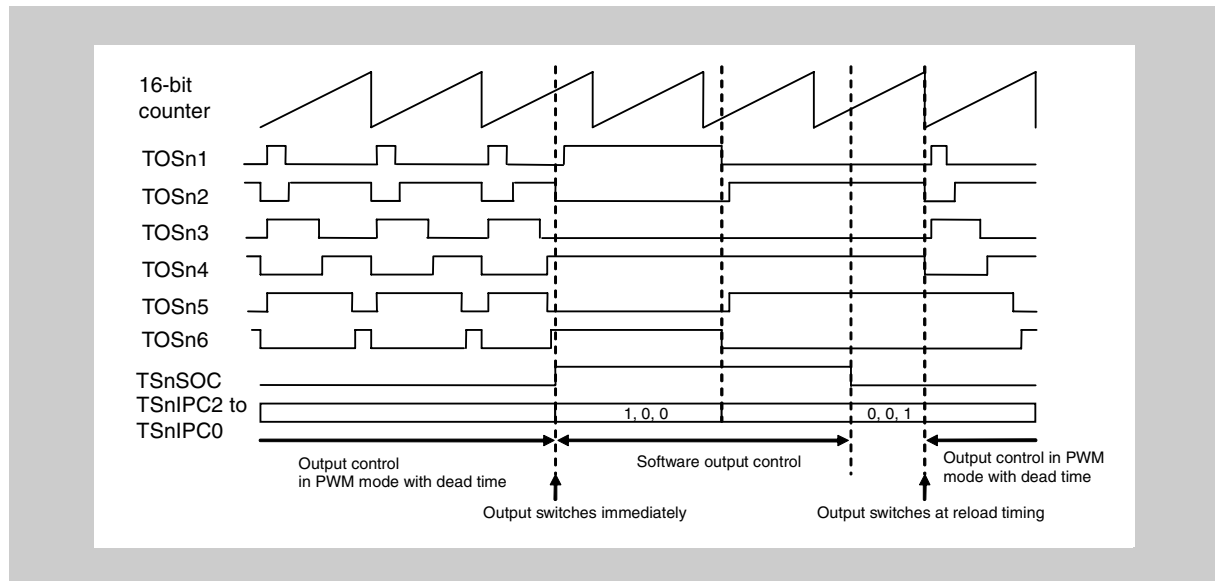 16-bit
counter
TOSn1
TOSn2
TOSn3
TOSn4
TOSn5
TOSn6
TSnSOC
TSnIPC2 to
TSnIPC0
1, 0, 0
0, 0, 1
Output control
in PWM mode with dead time
Software output control
Output control in PWM
mode with dead time
Output switches immediately
Output switches at reload timing